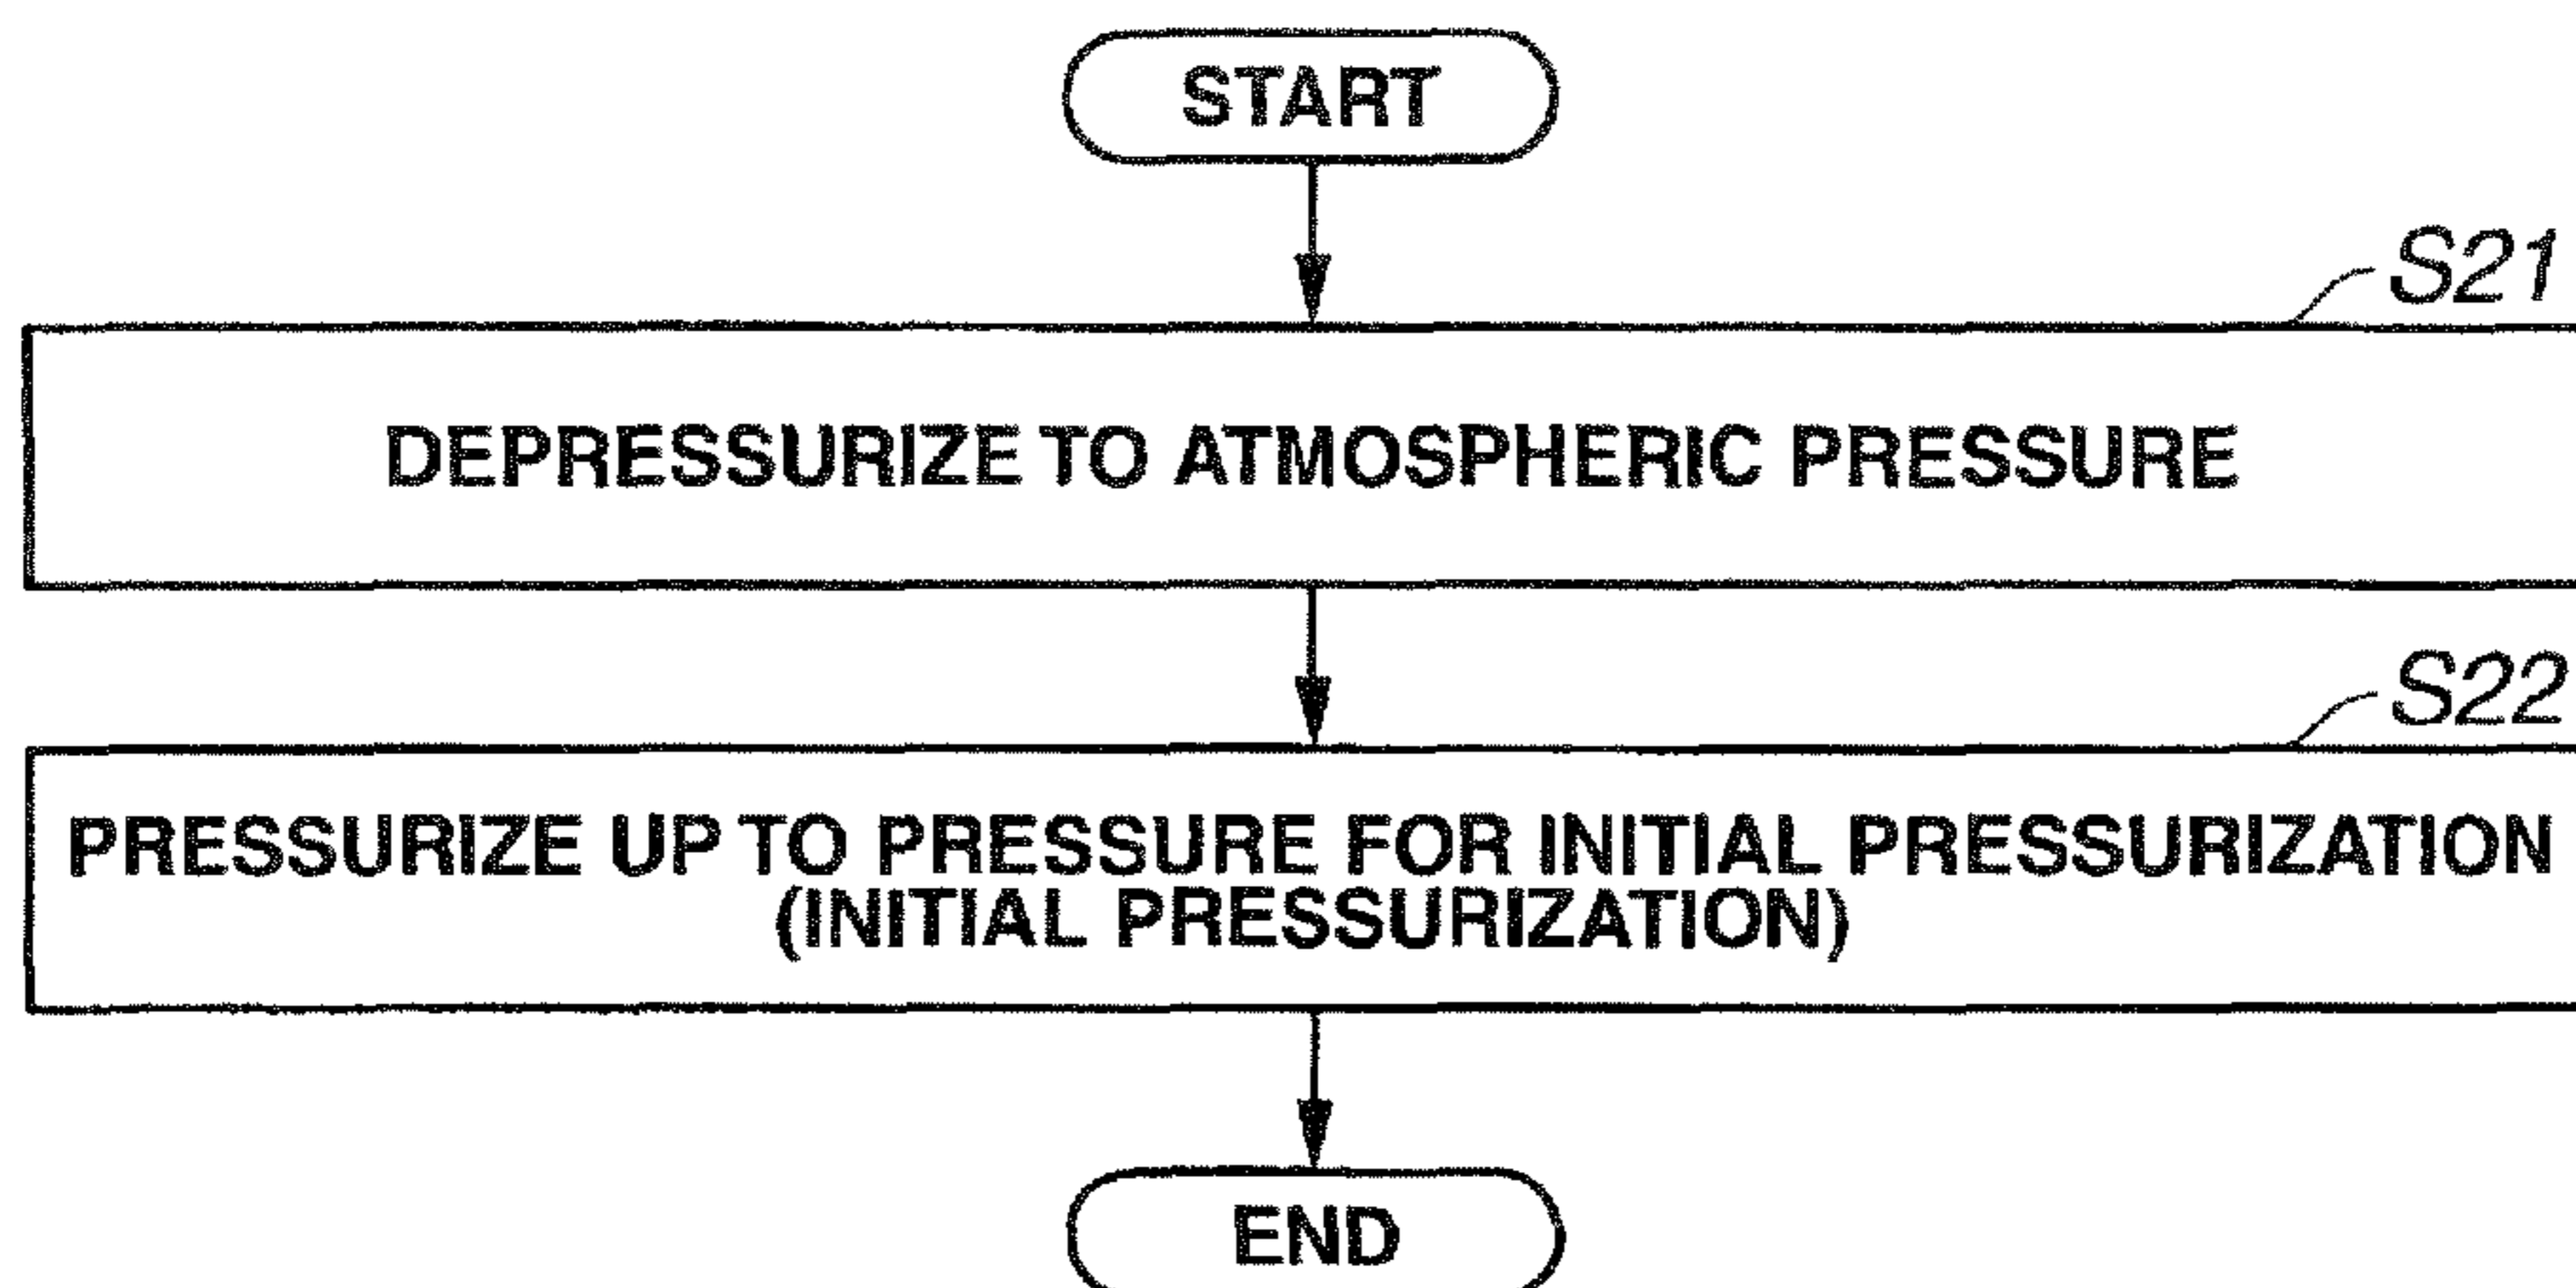 START
S21
DEPRESSURIZE TO ATMOSPHERIC PRESSURE
S22
PRESSURIZE UP TO PRESSURE FOR INITIAL PRESSURIZATION
(INITIAL PRESSURIZATION)
END